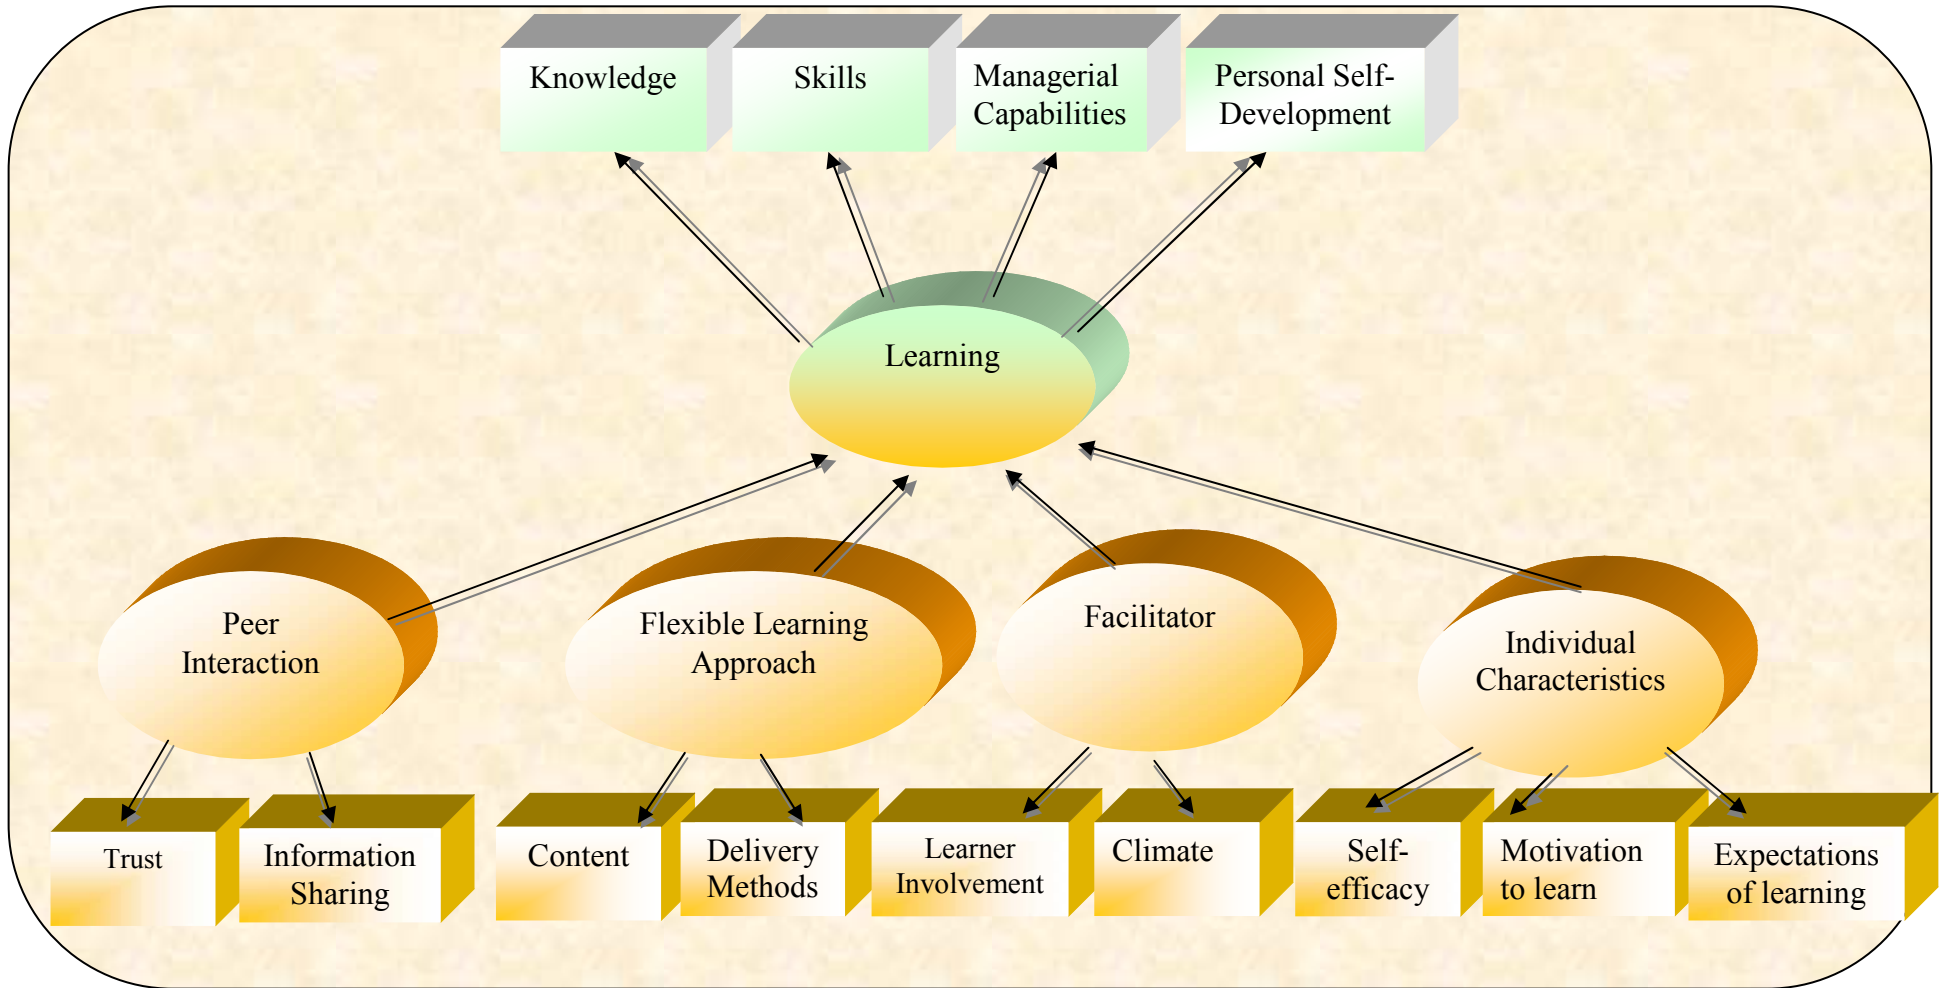 Knowledge
Skills
Managerial
Capabilities
Personal Self-
Development
Learning
Peer
Interaction
Flexible Learning
Approach
Facilitator
Individual
Characteristics
Trust
Information
Sharing
Content
Delivery
Methods
Learner
Involvement
Climate
Self-
efficacy
Motivation
to learn
Expectations
of learning